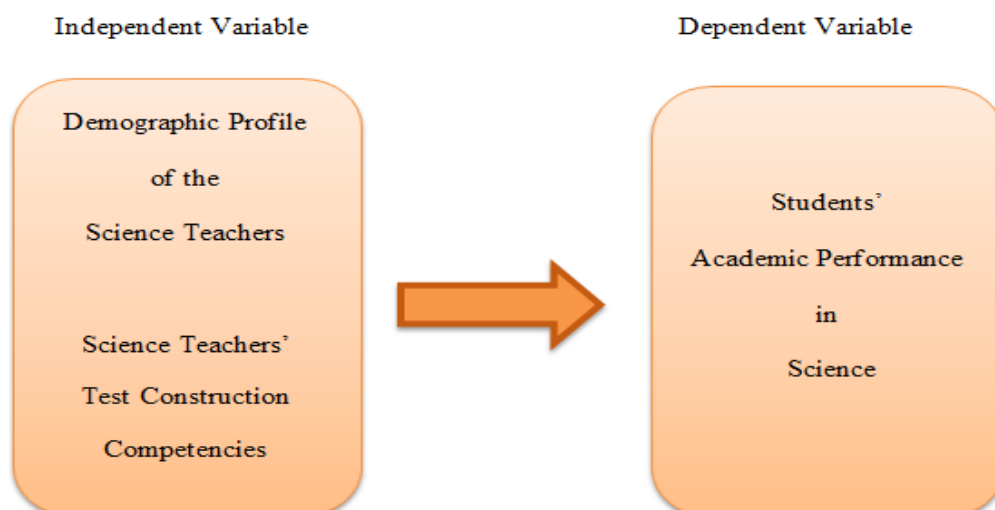 Independent Variable
Dependent Variable
Demographic Profile
of the
Science Teachers
Science Teachers’
Test Construction
Competencies
Students’
Academic Performance
in
Science